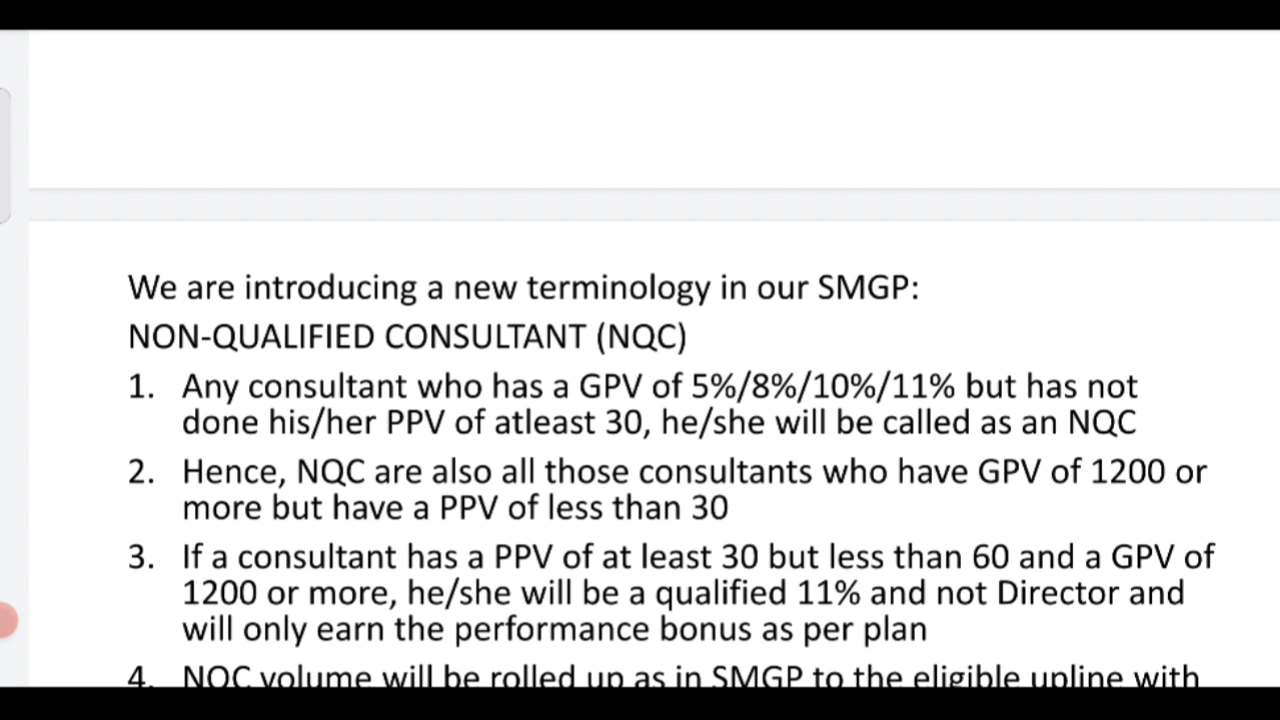 We are introducing a new terminology in our SMGP:
NON-QUALIFIED CONSULTANT (NQC)
1. Any consultant who has a GPV of 5%/8%/10%/11% but has not
done his/her PPV of atleast 30, he/she will be called as an NQC
2. Hence, NQC are also all those consultants who have GPV of 1200 or
more but have a PPV of less than 30
3. If a consultant has a PPV of at least 30 but less than 60 and a GPV of
1200 or more, he/she will be a qualified 11% and not Director and
will only earn the performance bonus as per plan
4. NQC volume will be rolled up as in SMGP to the eligible upline with